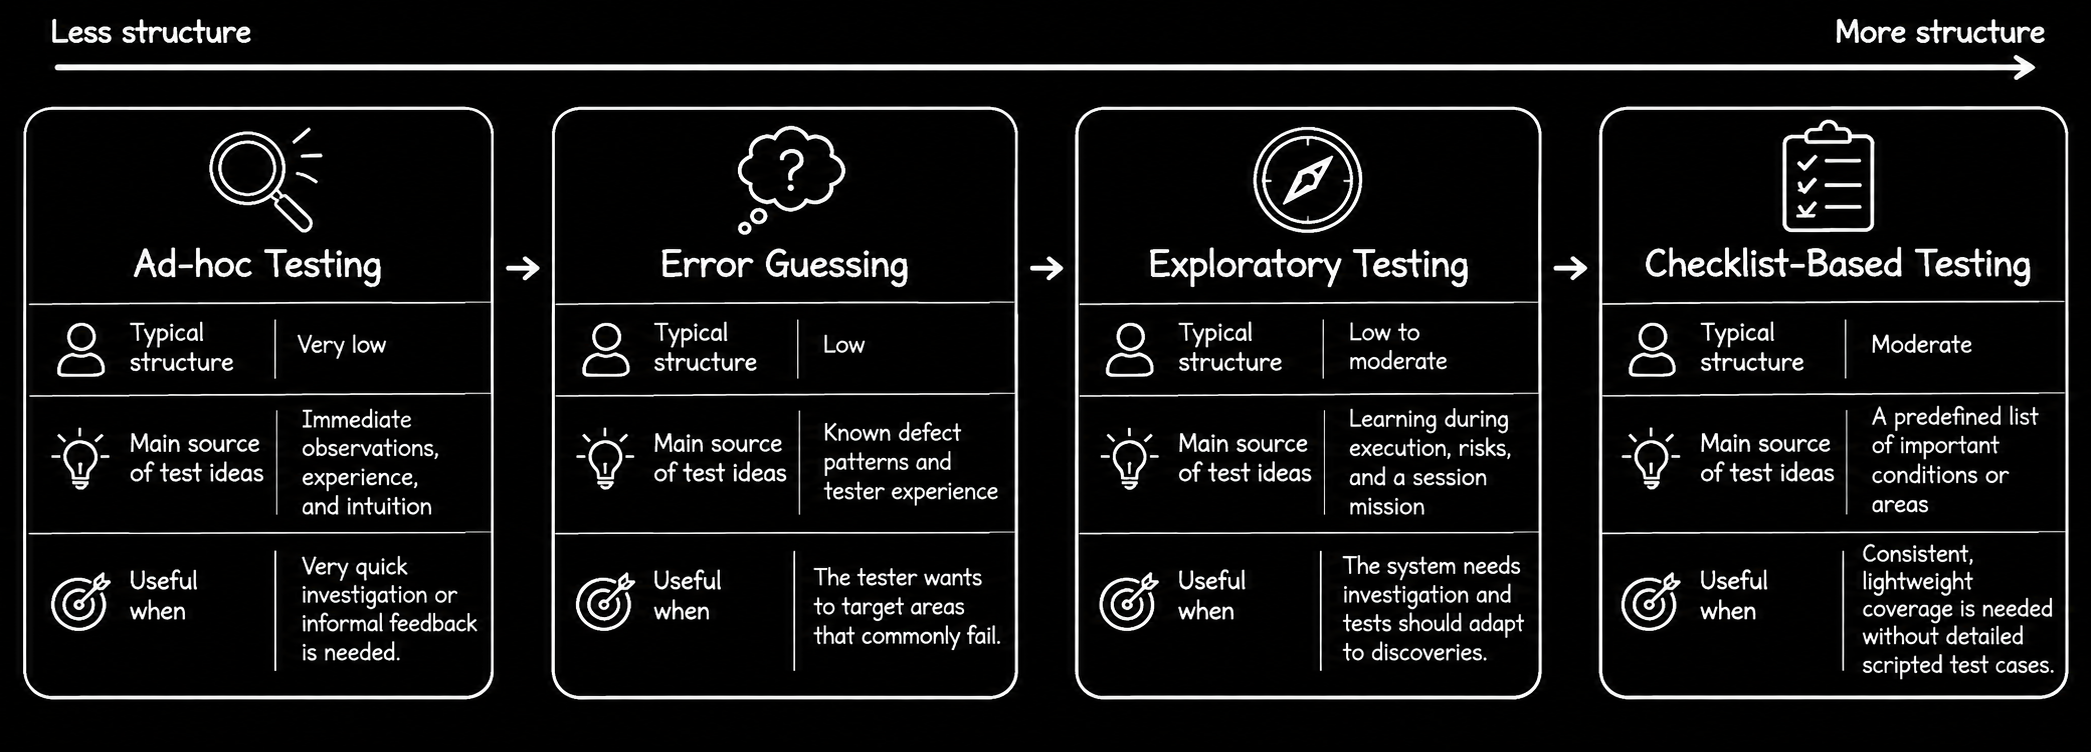 Less structure
More structure
Ad-hoc Testing
Typical
structure
Very low
Main source
of test ideas
Immediate
observations,
experience,
and intuition
Useful
when
Very quick
investigation or
informal feedback
is needed.
?
Error Guessing
Typical
structure
Low
Main source
of test ideas
Known defect
patterns and
tester experience
Useful
when
The tester wants
to target areas
that commonly fail.
Exploratory Testing
Typical
structure
Low to
moderate
Main source
of test ideas
Learning during
execution, risks,
and a session
mission
Useful
when
The system needs
investigation and
tests should adapt
to discoveries.
Checklist-Based Testing
Typical
structure
Moderate
Main source
of test ideas
A predefined list
of important
conditions or
areas
Useful
when
Consistent,
lightweight
coverage is needed
without detailed
scripted test cases.